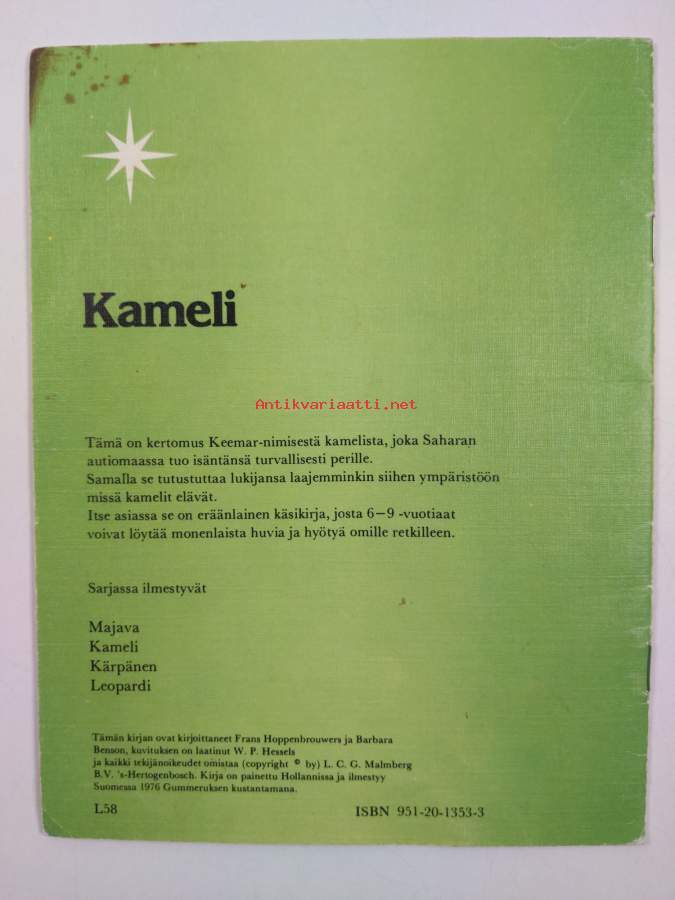 Kameli
Antikvariaatti.net
Tämä on kertomus Keemar-nimisestä kamelista, joka Saharan
autiomaassa tuo isäntänsä turvallisesti perille.
Samalla se tutustuttaa lukijansa laajemminkin siihen ympäristöön
missä kamelit elävät.
Itse asiassa se on eräänlainen käsikirja, josta 6—9 -vuotiaat
voivat löytää monenlaista huvia ja hyötyä omille retkilleen.
Sarjassa ilmestyvät
Majava
Kameli
Kärpänen
Leopardi
Tämän kirjan ovat kirjoittaneet Frans Hoppenbrouwers ja Barbara
Benson, kuvituksen on laatinut W. P. Hessels
ja kaikki tekijänoikeudet omistaa (copyright © by) L. C. G. Malmberg
B.V. 's-Hertogenbosch. Kirja on painettu Hollannissa ja ilmestyy
Suomessa 1976 Gummeruksen kustantamana.
L58
ISBN 951-20-1353-3